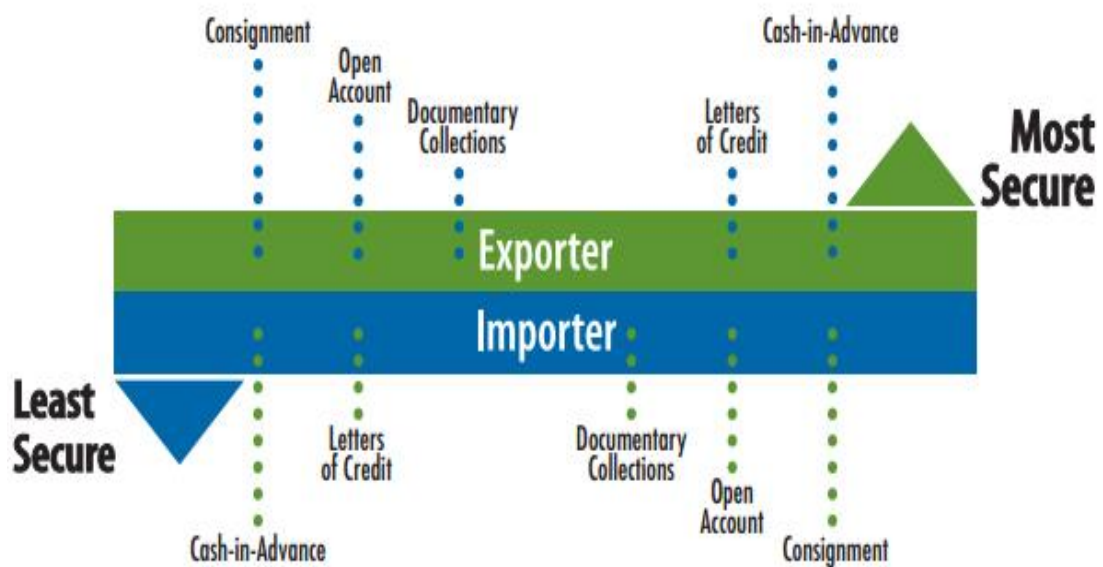 Consignment
Cash-in-Advance
Open
Account
Documentary
Collections
Letters
of Credit
Most
Secure
Exporter
Importer
Least
Secure
Letters
of Credit
Documentary
Collections
Open
Account
Cash-in-Advance
Consignment